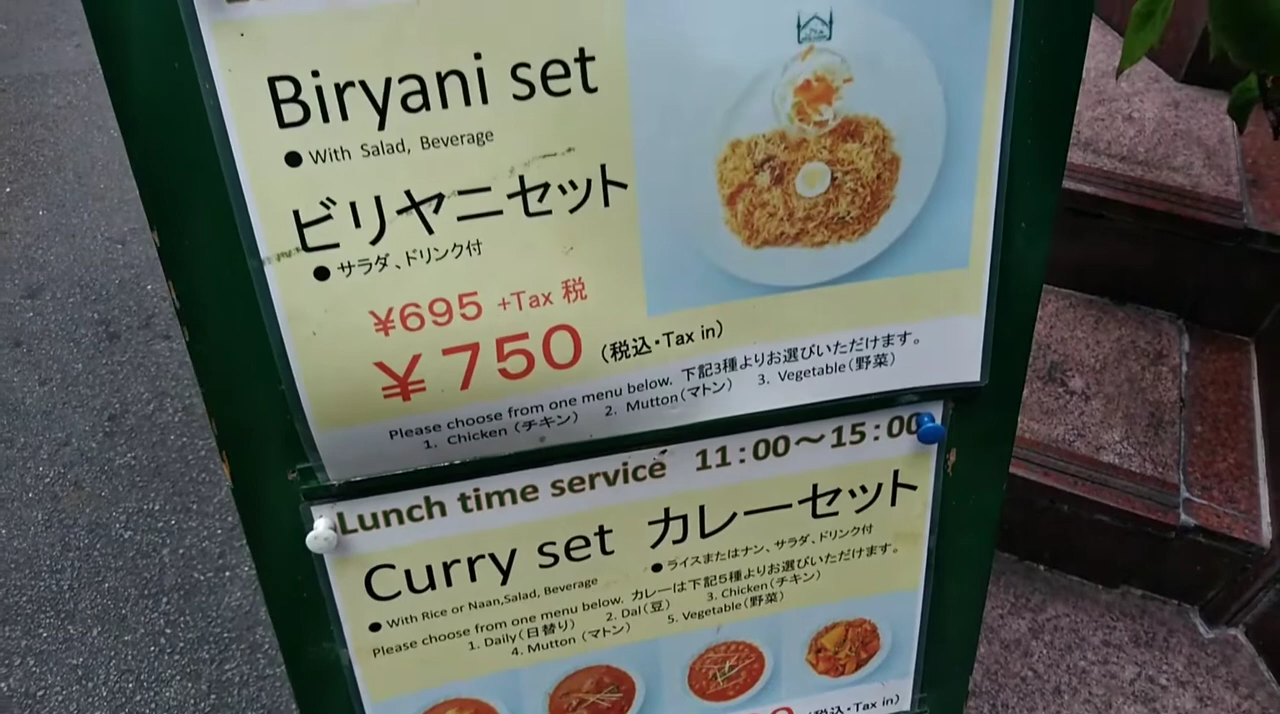 Biryani set
●With Salad, Beverage
ビリヤニセット
●サラダ、ドリンク付
¥695 +Tax 税
¥750 (税込・Tax in)
Please choose from one menu below. 下記3種よりお選びいただけます。
1. Chicken (チキン) 2. Mutton(マトン) 3. Vegetable(野菜)
Lunch time service 11:00~15:00
Curry set カレーセット
●With Rice or Naan,Salad, Beverage ●ライスまたはナン、サラダ、ドリンク付
Please choose from one menu below. カレーは下記5種よりお選びいただけます。
1. Daily(日替り) 2. Dal(豆) 3. Chicken(チキン)
4. Mutton (マトン) 5. Vegetable(野菜)
(税込・Tax in)